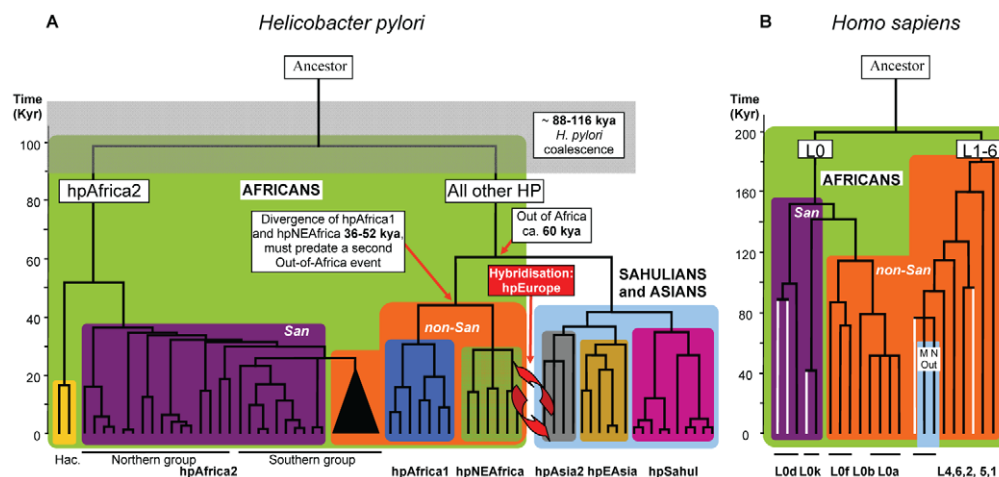 A
Helicobacter pylori
B
Homo sapiens
Ancestor
Time
(Kyr)
100
80
60
40
20
0
~ 88-116 kya
H. pylori
coalescence
hpAfrica2
AFRICANS
All other HP
Divergence of hpAfrica1
and hpNEAfrica 36-52 kya,
must predate a second
Out-of-Africa event
Out of Africa
ca. 60 kya
Hybridisation:
hpEurope
SAHULIANS
and ASIANS
San
non-San
Hac.
Northern group
Southern group
hpAfrica2
hpAfrica1
hpNEAfrica
hpAsia2
hpEAsia
hpSahul
Ancestor
Time
(Kyr)
200
160
120
80
40
0
L0
L1-6
AFRICANS
San
non-San
M N
Out
L0d
L0k
L0f
L0b
L0a
L4,6,2, 5,1